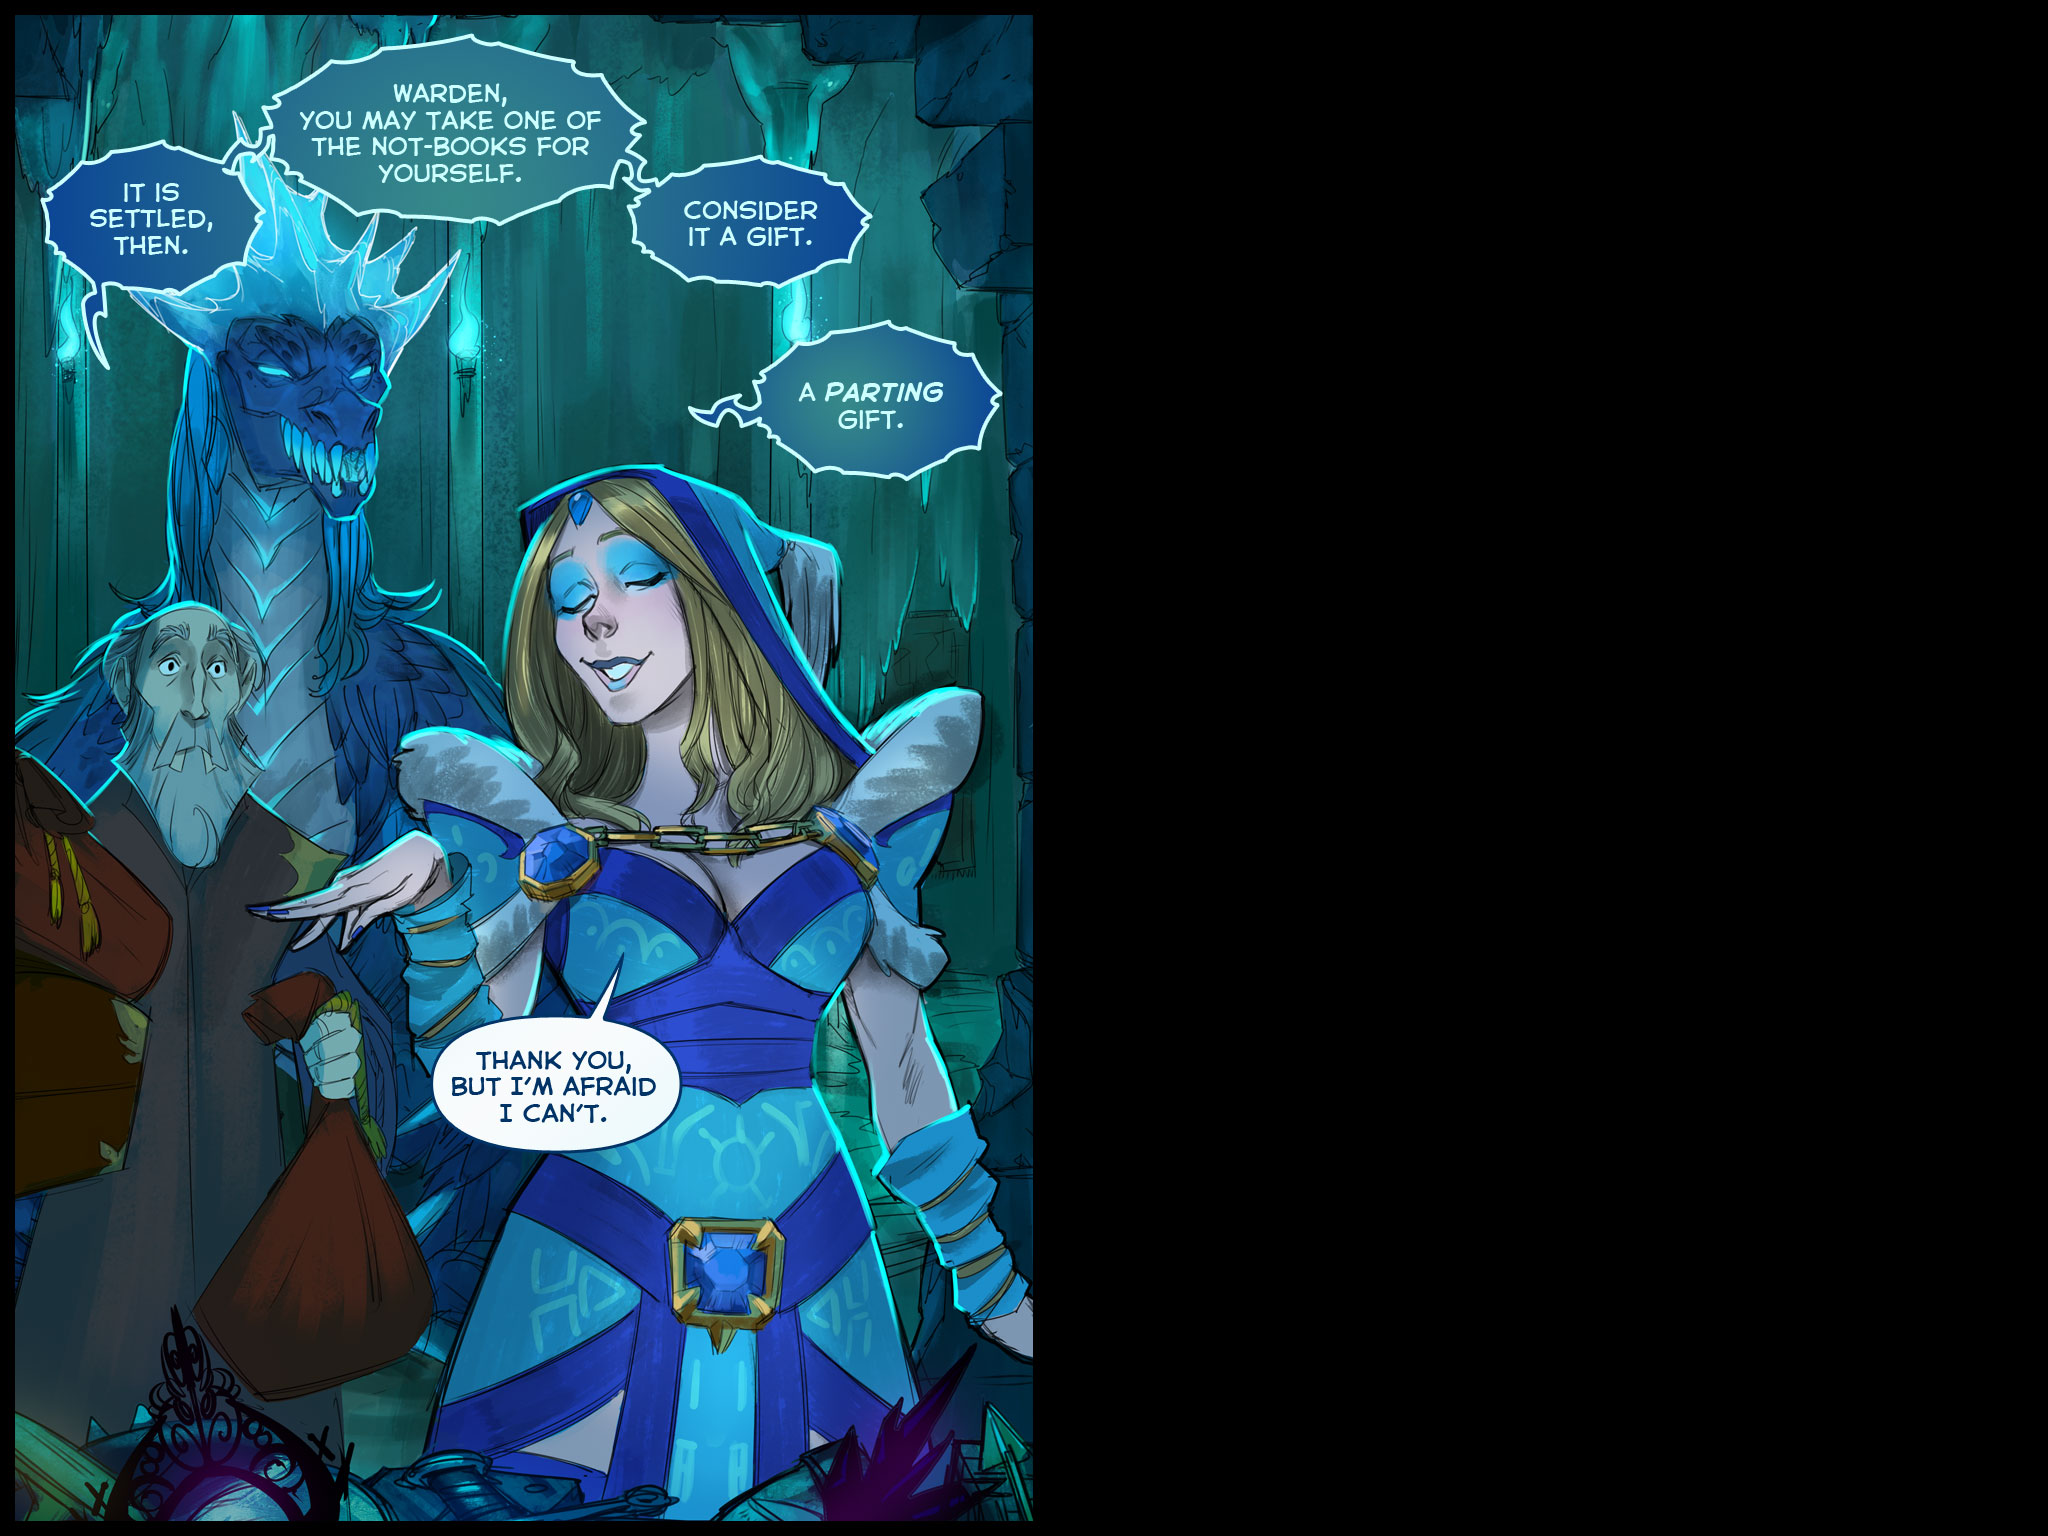 IT IS
SETTLED,
THEN.
WARDEN,
YOU MAY TAKE ONE OF
THE NOT-BOOKS FOR
YOURSELF.
CONSIDER
IT A GIFT.
A PARTING
GIFT.
THANK YOU,
BUT I'M AFRAID
I CAN'T.